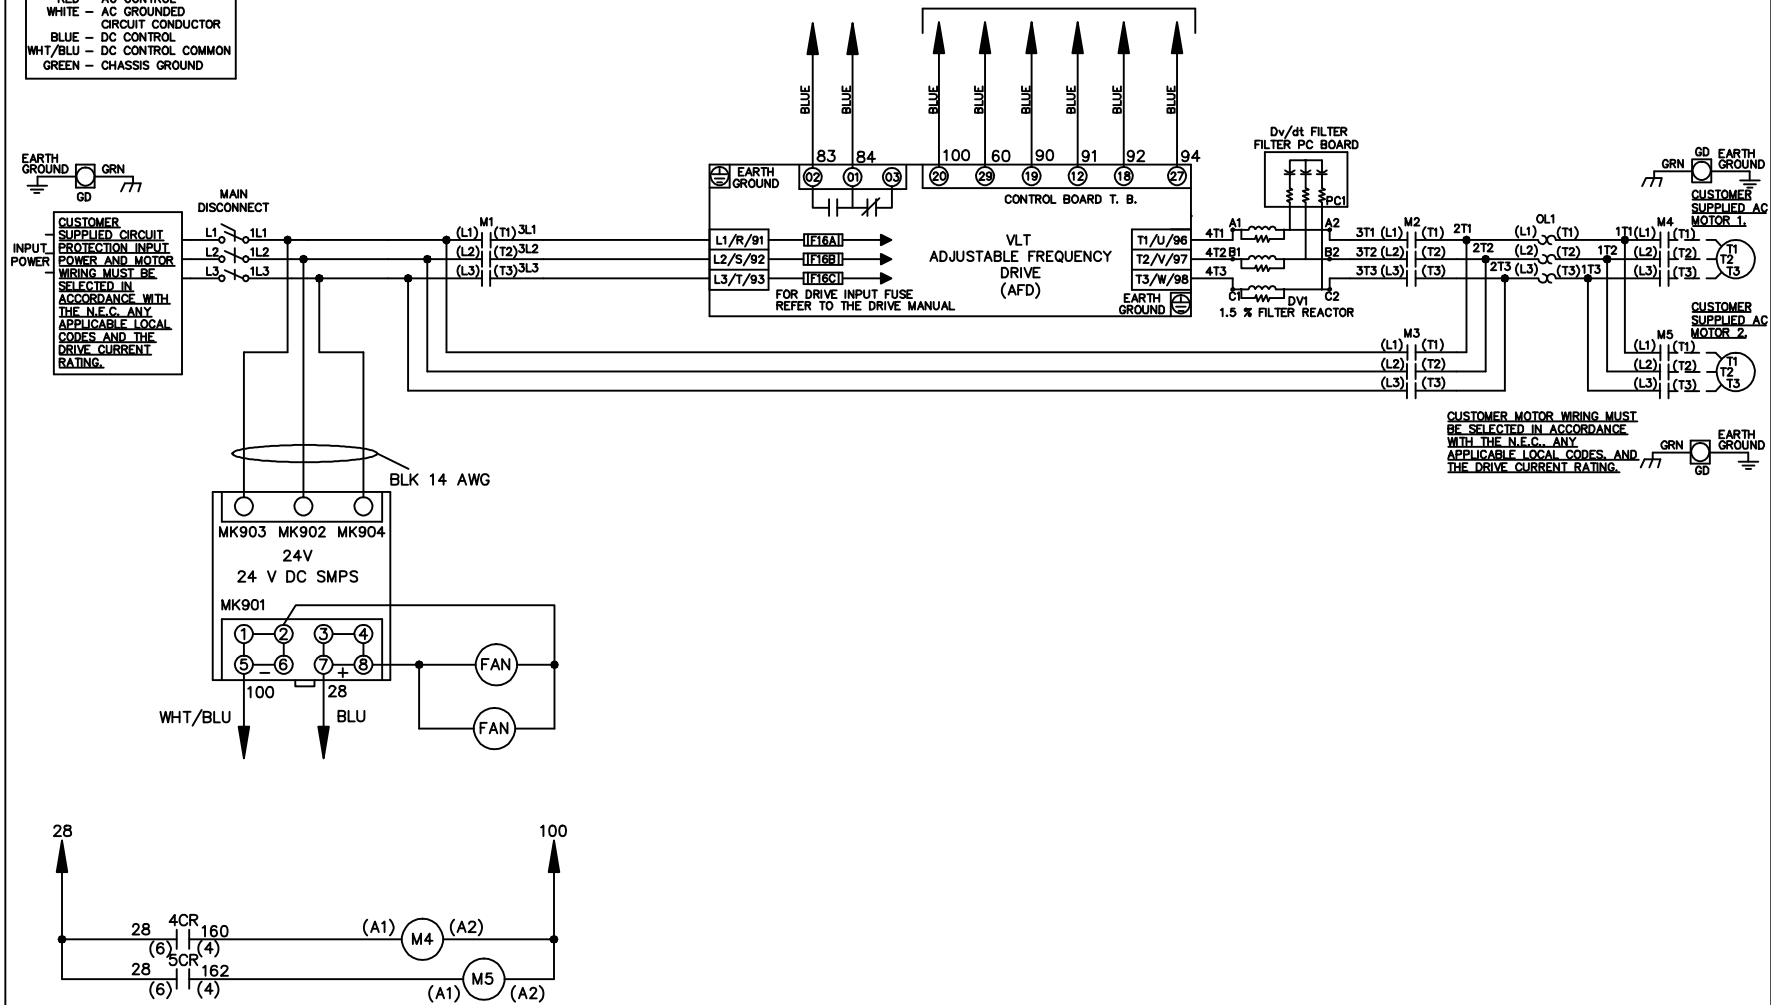 WHITE – AC GROUNDED
CIRCUIT CONDUCTOR
BLUE – DC CONTROL
WHT/BLU – DC CONTROL COMMON
GREEN – CHASSIS GROUND
BLUE
BLUE
BLUE
BLUE
BLUE
BLUE
BLUE
BLUE
83
84
100
60
90
91
92
94
Dv/dt FILTER
FILTER PC BOARD
PC1
EARTH
GROUND
GRN
GD
MAIN
DISCONNECT
INPUT
POWER
CUSTOMER
SUPPLIED CIRCUIT
PROTECTION INPUT
POWER AND MOTOR
WIRING MUST BE
SELECTED IN
ACCORDANCE WITH
THE N.E.C. ANY
APPLICABLE LOCAL
CODES AND THE
DRIVE CURRENT
RATING.
L1 1L1
L2 1L2
L3 1L3
M1
(L1) (T1) 3L1
(L2) (T2) 3L2
(L3) (T3) 3L3
EARTH
GROUND
02 01 03
20 29 19 12 18 27
CONTROL BOARD T. B.
L1/R/91
L2/S/92
L3/T/93
F16A
F16B
F16C
FOR DRIVE INPUT FUSE
REFER TO THE DRIVE MANUAL
VLT
ADJUSTABLE FREQUENCY
DRIVE
(AFD)
T1/U/96
T2/V/97
T3/W/98
EARTH
GROUND
4T1 A1 A2
4T2 B1 B2
4T3
C1 DV1 C2
1.5 % FILTER REACTOR
M2
3T1 (L1) (T1) 2T1
3T2 (L2) (T2) 2T2
3T3 (L3) (T3) 2T3
OL1
(L1) (T1) 1T1
(L2) (T2) 1T2
(L3) (T3) 1T3
M4
(L1) (T1)
(L2) (T2)
(L3) (T3)
T1
T2
T3
GRN
GD
EARTH
GROUND
CUSTOMER
SUPPLIED AC
MOTOR 1.
CUSTOMER
SUPPLIED AC
MOTOR 2.
M3
(L1) (T1)
(L2) (T2)
(L3) (T3)
M5
(L1) (T1)
(L2) (T2)
(L3) (T3)
T1
T2
T3
CUSTOMER MOTOR WIRING MUST
BE SELECTED IN ACCORDANCE
WITH THE N.E.C., ANY
APPLICABLE LOCAL CODES, AND
THE DRIVE CURRENT RATING.
GRN
GD
EARTH
GROUND
BLK 14 AWG
MK903 MK902 MK904
24V
24 V DC SMPS
MK901
1 2 3 4
5 6 7 8
– +
100
28
WHT/BLU
BLU
FAN
FAN
28
100
4CR
28 160
(6) (4)
(A1) M4 (A2)
5CR
28 162
(6) (4)
(A1) M5 (A2)